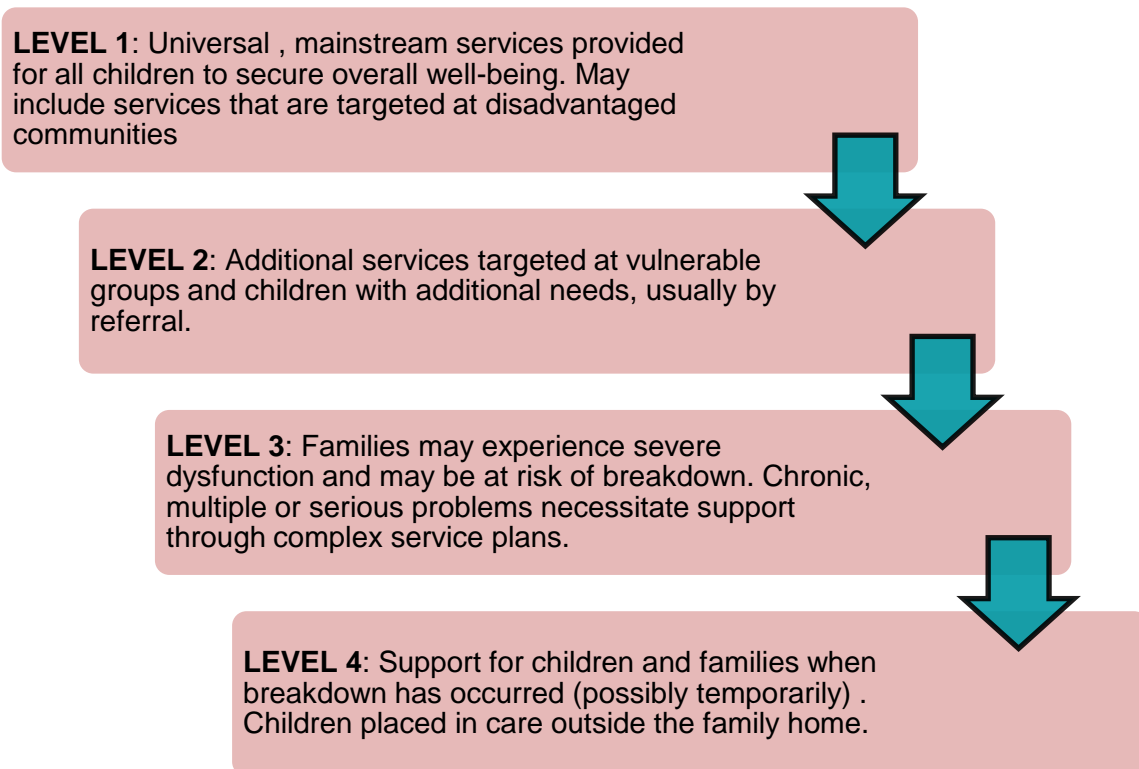 LEVEL 1: Universal , mainstream services provided
for all children to secure overall well-being. May
include services that are targeted at disadvantaged
communities
LEVEL 2: Additional services targeted at vulnerable
groups and children with additional needs, usually by
referral.
LEVEL 3: Families may experience severe
dysfunction and may be at risk of breakdown. Chronic,
multiple or serious problems necessitate support
through complex service plans.
LEVEL 4: Support for children and families when
breakdown has occurred (possibly temporarily) .
Children placed in care outside the family home.